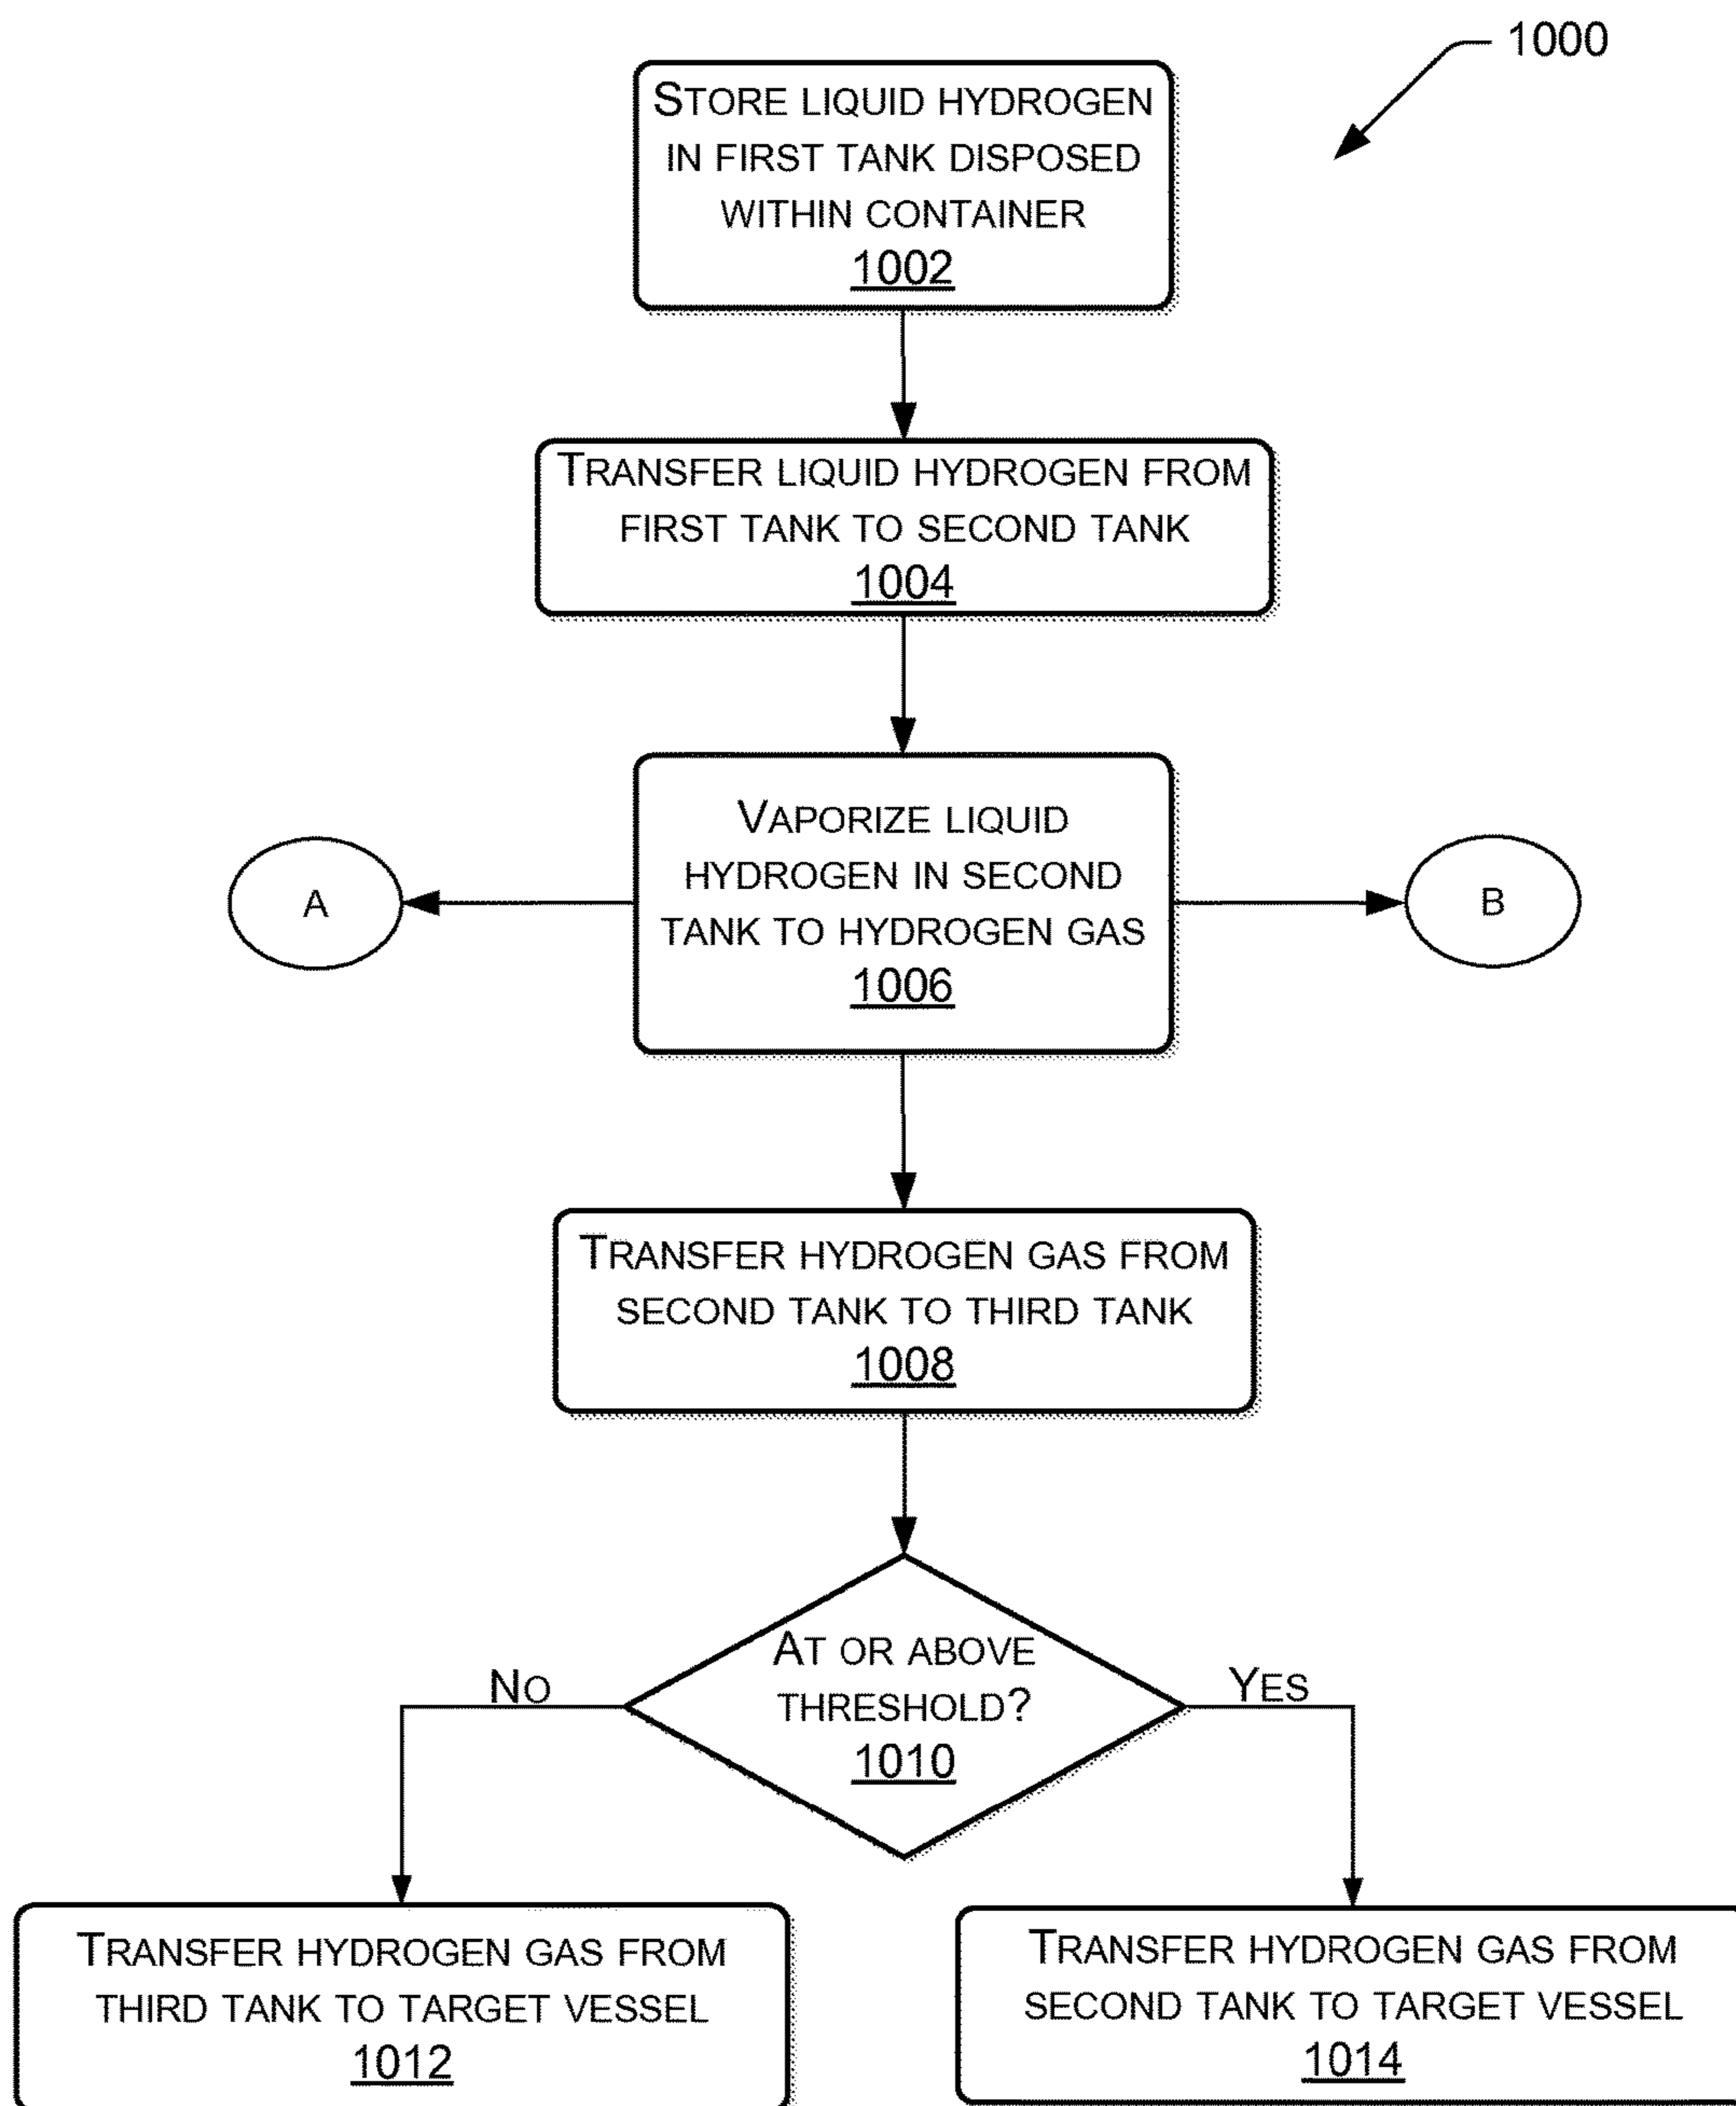 1000
STORE LIQUID HYDROGEN
IN FIRST TANK DISPOSED
WITHIN CONTAINER
1002
TRANSFER LIQUID HYDROGEN FROM
FIRST TANK TO SECOND TANK
1004
VAPORIZE LIQUID
HYDROGEN IN SECOND
TANK TO HYDROGEN GAS
1006
A
B
TRANSFER HYDROGEN GAS FROM
SECOND TANK TO THIRD TANK
1008
AT OR ABOVE
THRESHOLD?
1010
NO
YES
TRANSFER HYDROGEN GAS FROM
THIRD TANK TO TARGET VESSEL
1012
TRANSFER HYDROGEN GAS FROM
SECOND TANK TO TARGET VESSEL
1014